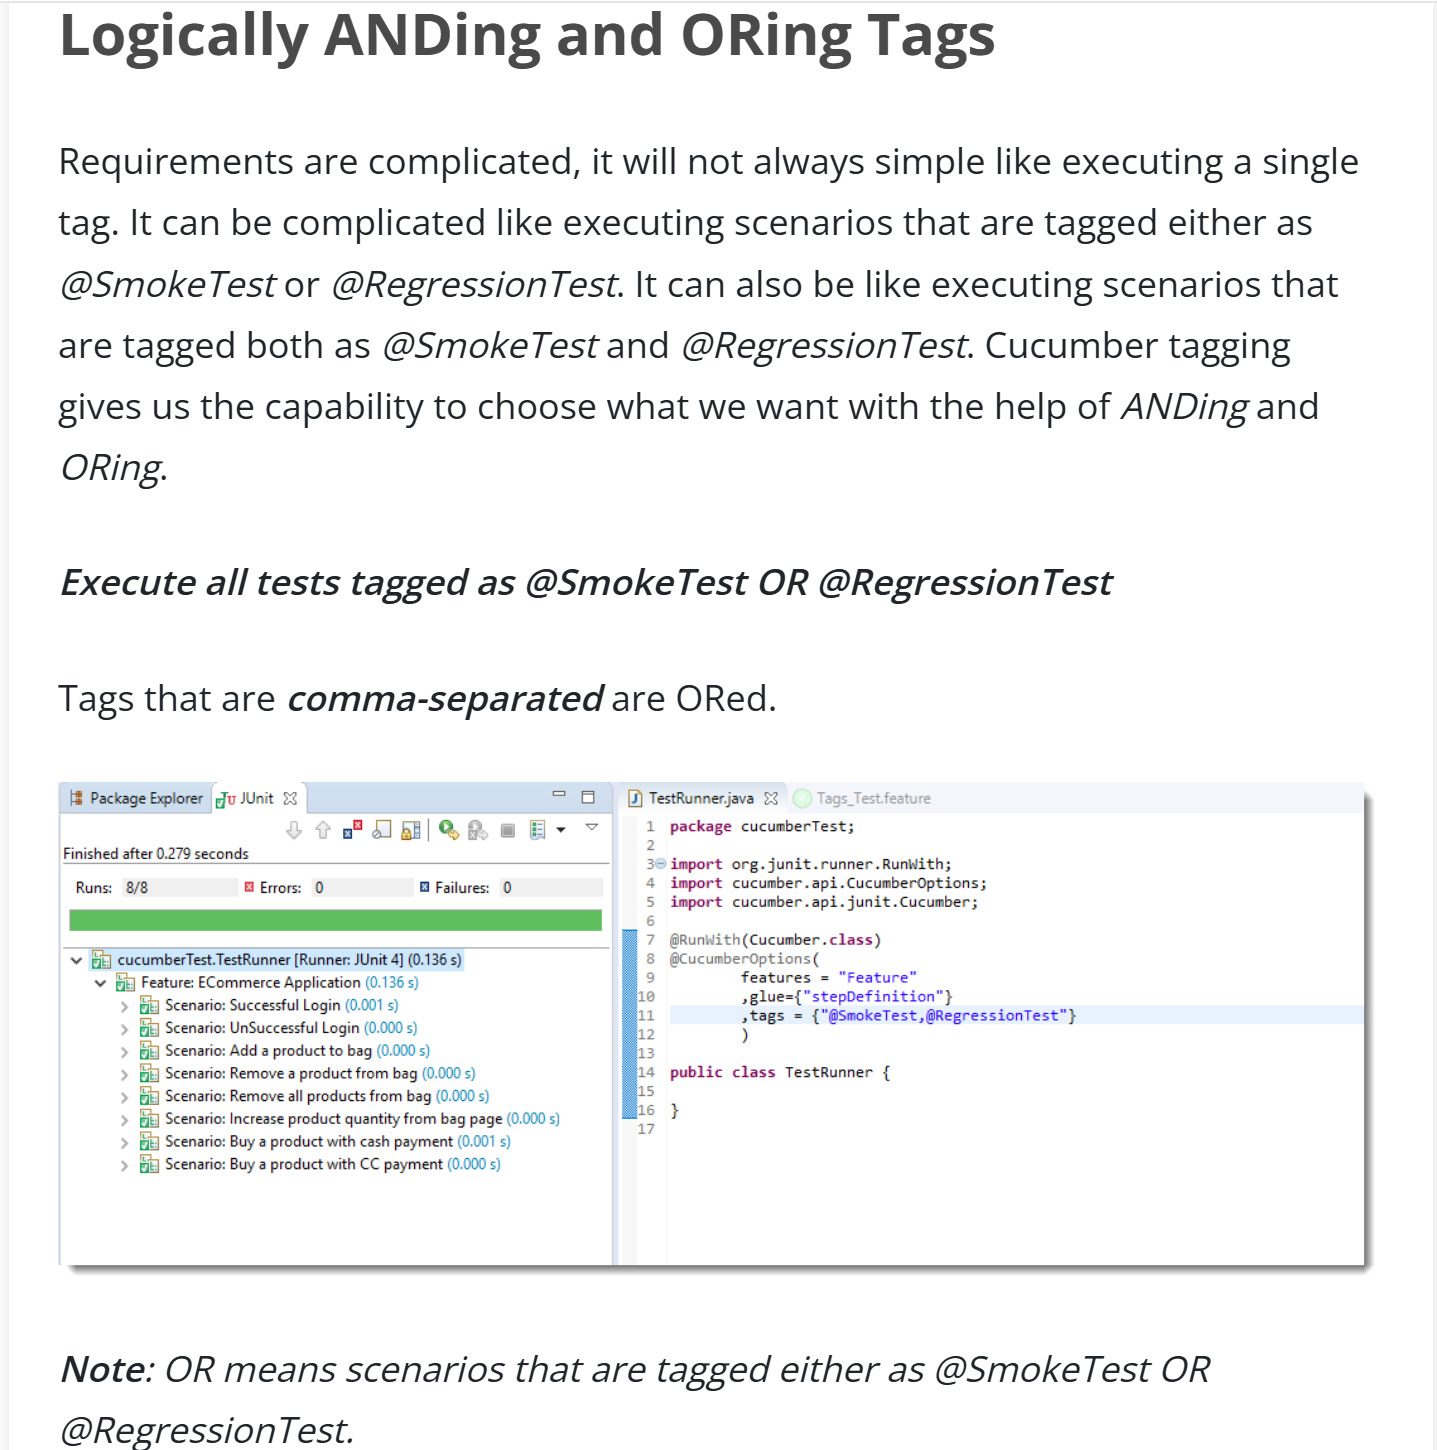 Logically ANDing and ORing Tags
Requirements are complicated, it will not always simple like executing a single
tag. It can be complicated like executing scenarios that are tagged either as
@SmokeTest or @RegressionTest. It can also be like executing scenarios that
are tagged both as @SmokeTest and @RegressionTest. Cucumber tagging
gives us the capability to choose what we want with the help of ANDing and
ORing.
Execute all tests tagged as @SmokeTest OR @RegressionTest
Tags that are comma-separated are ORed.
Package Explorer JUnit
Finished after 0.279 seconds
Runs: 8/8 Errors: 0 Failures: 0
cucumberTest.TestRunner [Runner: JUnit 4] (0.136 s)
Feature: ECommerce Application (0.136 s)
Scenario: Successful Login (0.001 s)
Scenario: UnSuccessful Login (0.000 s)
Scenario: Add a product to bag (0.000 s)
Scenario: Remove a product from bag (0.000 s)
Scenario: Remove all products from bag (0.000 s)
Scenario: Increase product quantity from bag page (0.000 s)
Scenario: Buy a product with cash payment (0.001 s)
Scenario: Buy a product with CC payment (0.000 s)
TestRunner.java Tags_Test.feature
1 package cucumberTest;
2
3 import org.junit.runner.RunWith;
4 import cucumber.api.CucumberOptions;
5 import cucumber.api.junit.Cucumber;
6
7 @RunWith(Cucumber.class)
8 @CucumberOptions(
9 features = "Feature"
10 ,glue={"stepDefinition"}
11 ,tags = {"@SmokeTest,@RegressionTest"}
12 )
13
14 public class TestRunner {
15
16 }
17
Note: OR means scenarios that are tagged either as @SmokeTest OR
@RegressionTest.